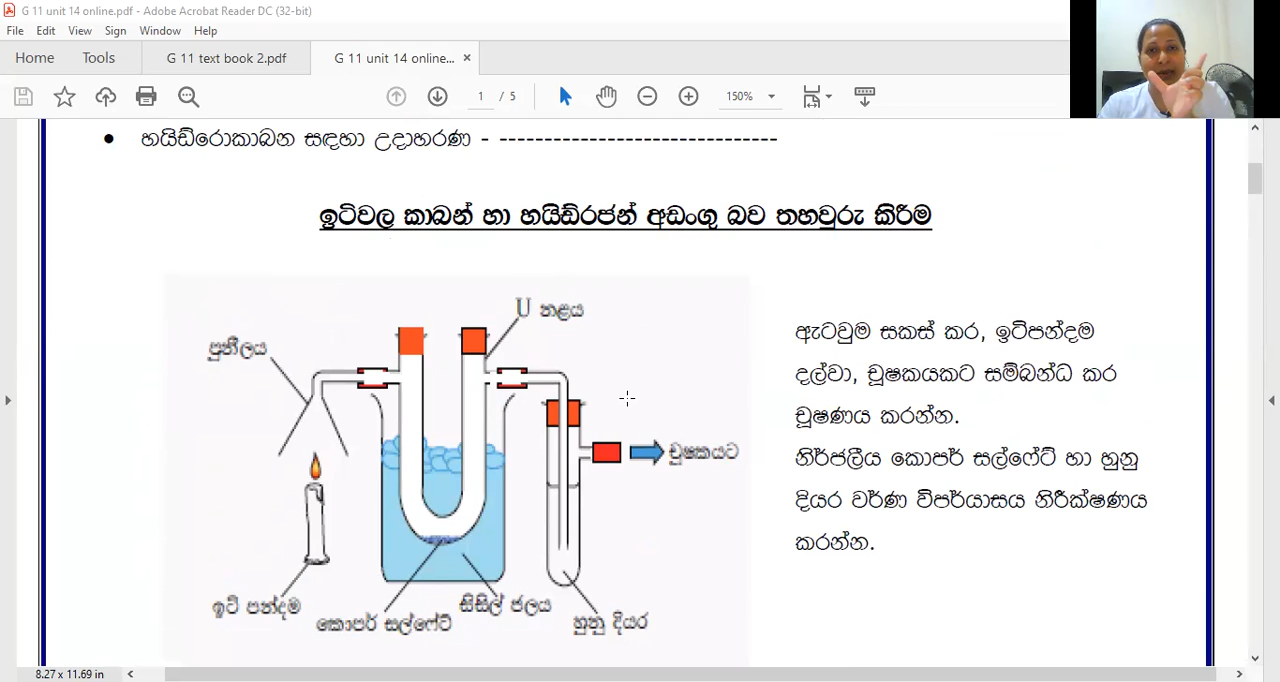 G 11 unit 14 online.pdf - Adobe Acrobat Reader DC (32-bit)
File Edit View Sign Window Help
Home Tools G 11 text book 2.pdf G 11 unit 14 online... ×
1 / 5 150%
• හයිඩ්රොකාබන සඳහා උදාහරණ - -------------------------------
ඉටිවල කාබන් හා හයිඩ්රජන් අඩංගු බව තහවුරු කිරීම
U නළය
පුනීලය
චූෂකයට
ඉටි පන්දම
කොපර් සල්ෆේට්
සිසිල් ජලය
හුනු දියර
ඇටවුම සකස් කර, ඉටිපන්දම
දල්වා, චූෂකයකට සම්බන්ධ කර
චූෂණය කරන්න.
නිර්ජලීය කොපර් සල්ෆේට් හා හුනු
දියර වර්ණ විපර්යාසය නිරීක්ෂණය
කරන්න.
8.27 x 11.69 in